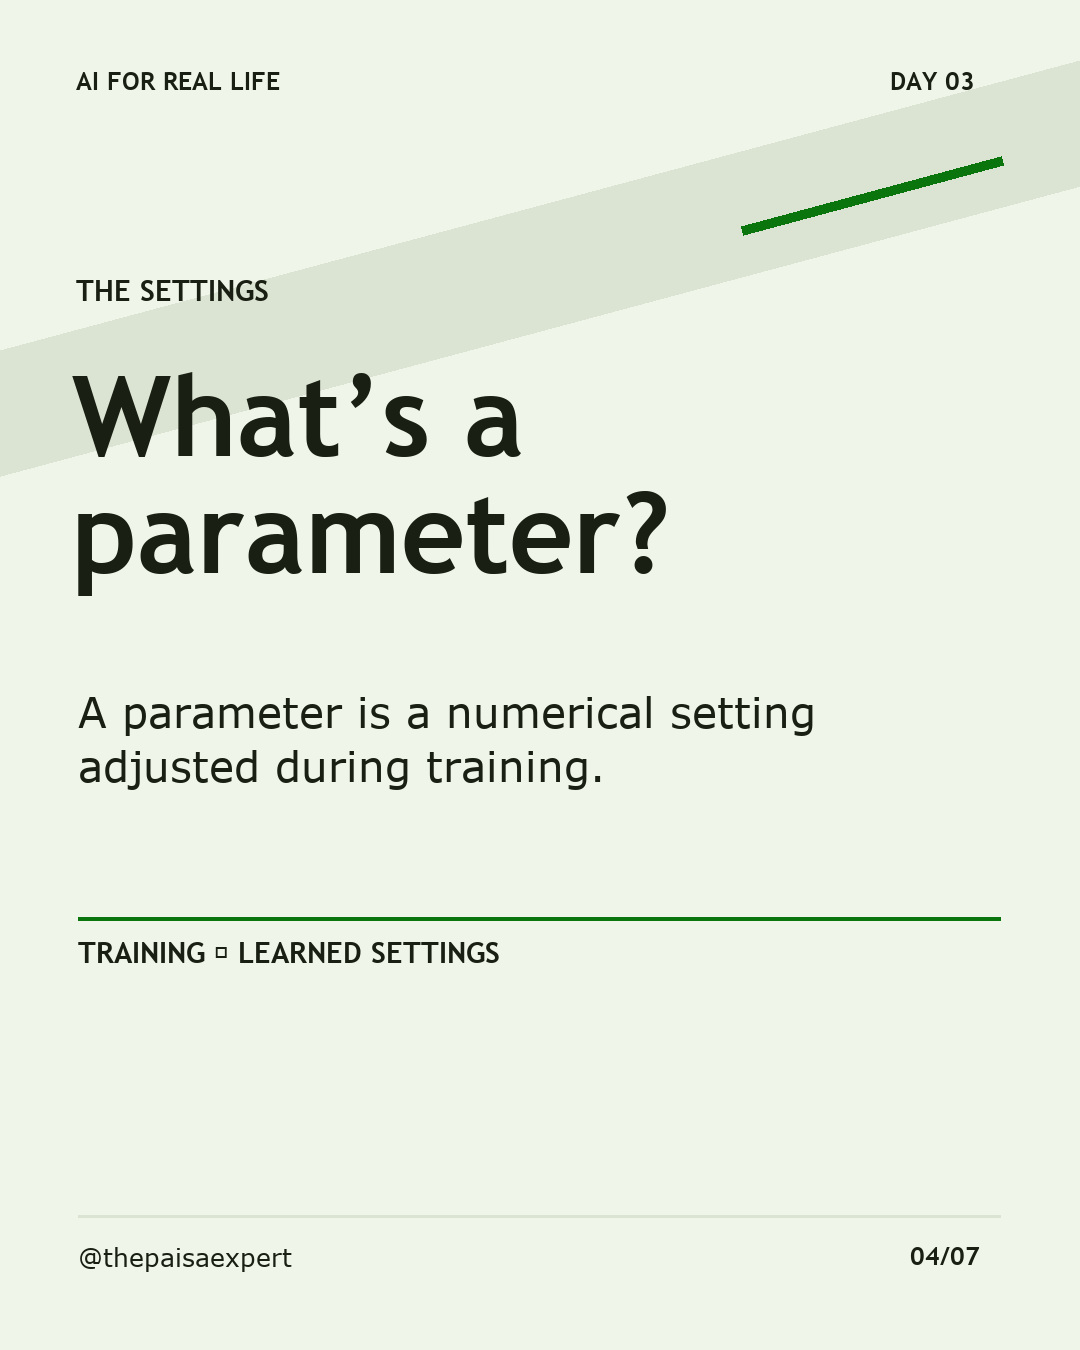 AI FOR REAL LIFE
DAY 03
THE SETTINGS
What’s a
parameter?
A parameter is a numerical setting
adjusted during training.
TRAINING □ LEARNED SETTINGS
@thepaisaexpert
04/07